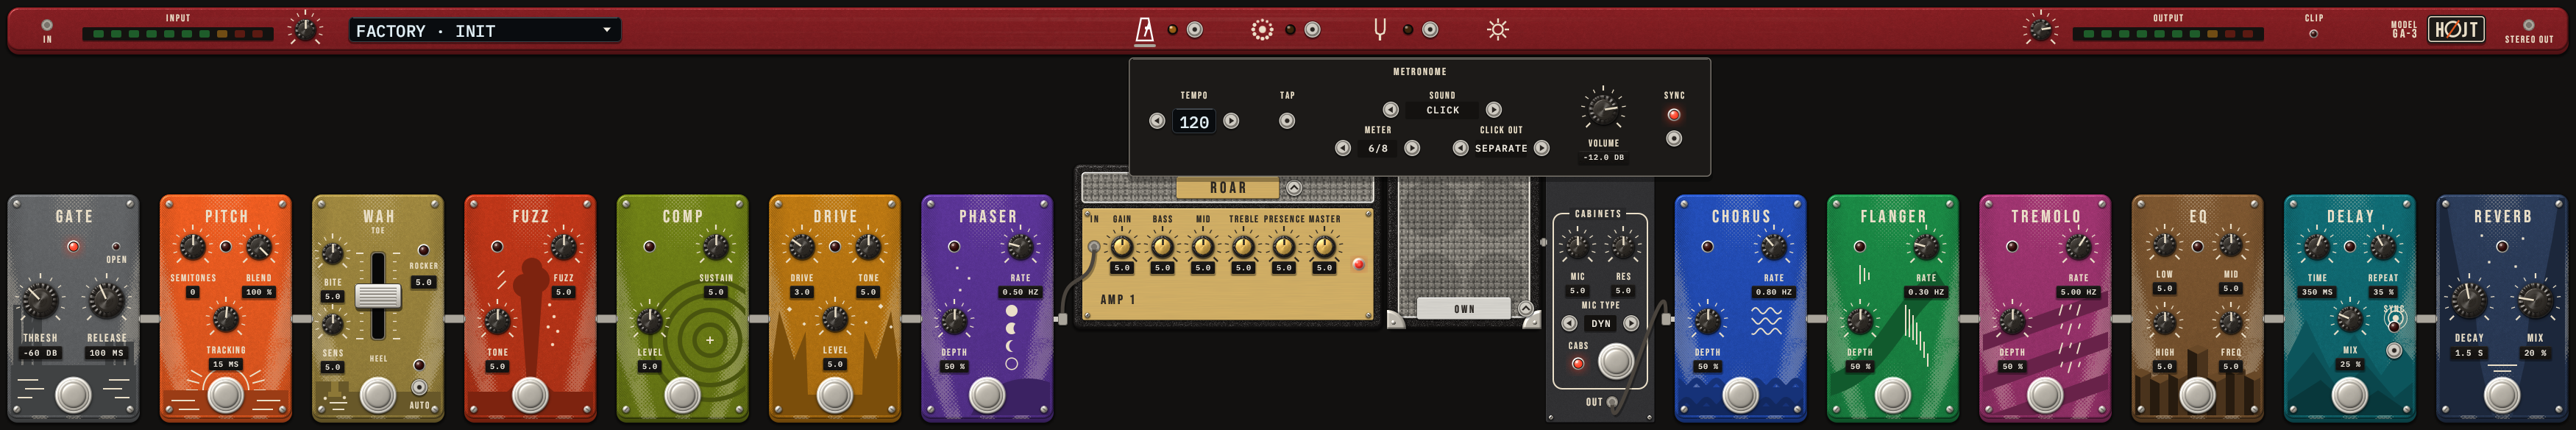 IN
INPUT
FACTORY · INIT
OUTPUT
CLIP
MODEL
GA-3
HØJT
STEREO OUT
METRONOME
TEMPO
120
TAP
SOUND
CLICK
METER
6/8
CLICK OUT
SEPARATE
VOLUME
-12.0 DB
SYNC
GATE
OPEN
THRESH
-60 DB
RELEASE
100 MS
PITCH
SEMITONES
0
BLEND
100 %
TRACKING
15 MS
WAH
TOE
BITE
5.0
ROCKER
5.0
SENS
5.0
HEEL
AUTO
FUZZ
FUZZ
5.0
TONE
5.0
COMP
SUSTAIN
5.0
LEVEL
5.0
DRIVE
DRIVE
3.0
TONE
5.0
LEVEL
5.0
PHASER
RATE
0.50 HZ
DEPTH
50 %
ROAR
IN GAIN BASS MID TREBLE PRESENCE MASTER
5.0 5.0 5.0 5.0 5.0 5.0
AMP 1
OWN
CABINETS
MIC
5.0
RES
5.0
MIC TYPE
DYN
CABS
OUT
CHORUS
RATE
0.80 HZ
DEPTH
50 %
FLANGER
RATE
0.30 HZ
DEPTH
50 %
TREMOLO
RATE
5.00 HZ
DEPTH
50 %
EQ
LOW
5.0
MID
5.0
HIGH
5.0
FREQ
5.0
DELAY
TIME
350 MS
REPEAT
35 %
SYNC
MIX
25 %
REVERB
DECAY
1.5 S
MIX
20 %